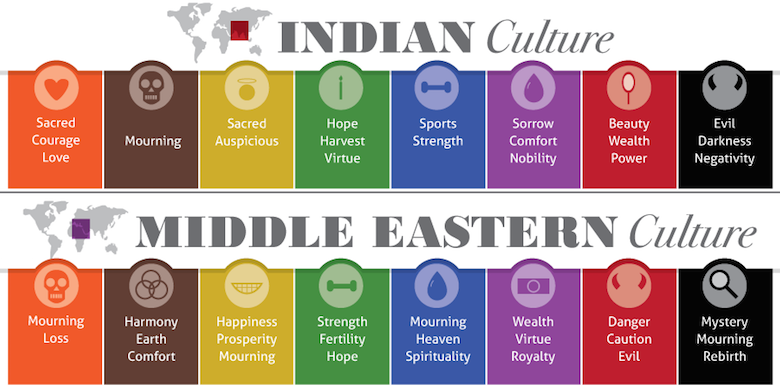 INDIAN Culture
Sacred
Courage
Love
Mourning
Sacred
Auspicious
Hope
Harvest
Virtue
Sports
Strength
Sorrow
Comfort
Nobility
Beauty
Wealth
Power
Evil
Darkness
Negativity
MIDDLE EASTERN Culture
Mourning
Loss
Harmony
Earth
Comfort
Happiness
Prosperity
Mourning
Strength
Fertility
Hope
Mourning
Heaven
Spirituality
Wealth
Virtue
Royalty
Danger
Caution
Evil
Mystery
Mourning
Rebirth